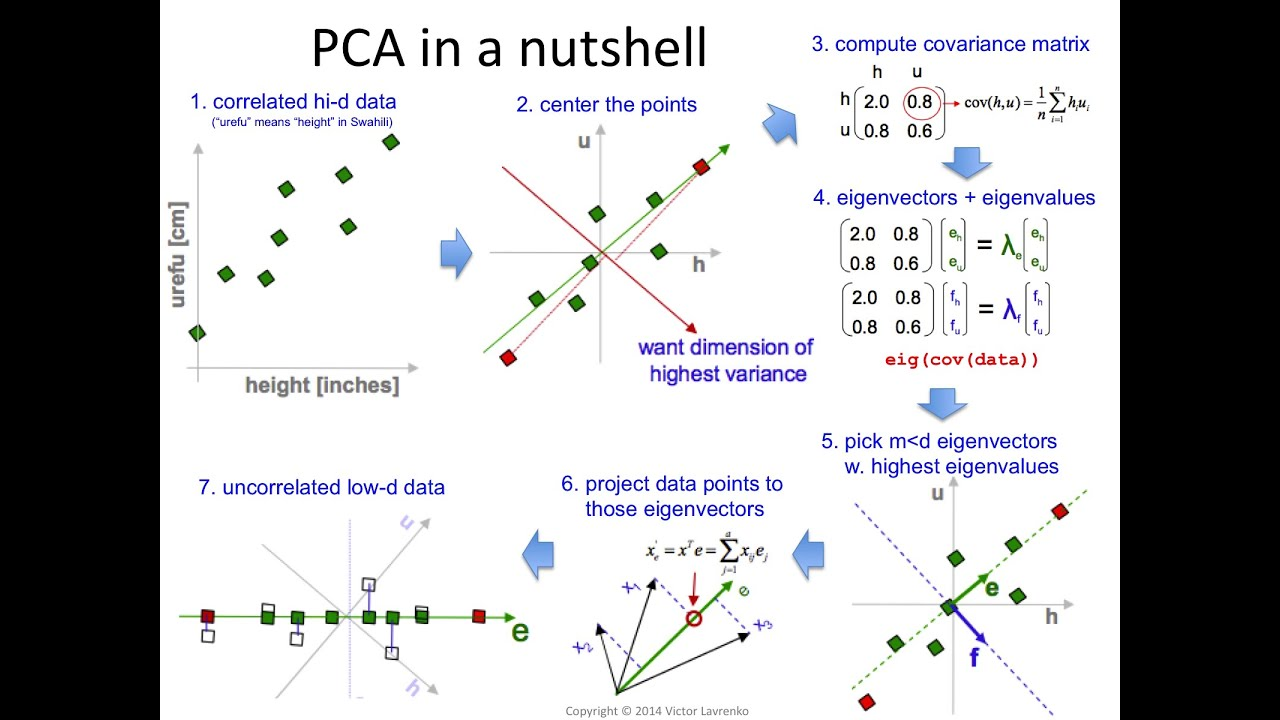 PCA in a nutshell
1. correlated hi-d data
("urefu" means "height" in Swahili)
urefu [cm]
height [inches]
2. center the points
u
h
want dimension of
highest variance
3. compute covariance matrix
h u
h 2.0 0.8 cov(h,u) = 1/n ∑ i=1 n h_i u_i
u 0.8 0.6
4. eigenvectors + eigenvalues
2.0 0.8 e_h = λ_e e_h
0.8 0.6 e_u e_u
2.0 0.8 f_h = λ_f f_h
0.8 0.6 f_u f_u
eig(cov(data))
5. pick m<d eigenvectors
w. highest eigenvalues
u
e
h
f
6. project data points to
those eigenvectors
x'_e = x^T e = ∑ j=1 d x_ij e_j
x_1
e
x_2
x_3
7. uncorrelated low-d data
u
e
h
Copyright © 2014 Victor Lavrenko